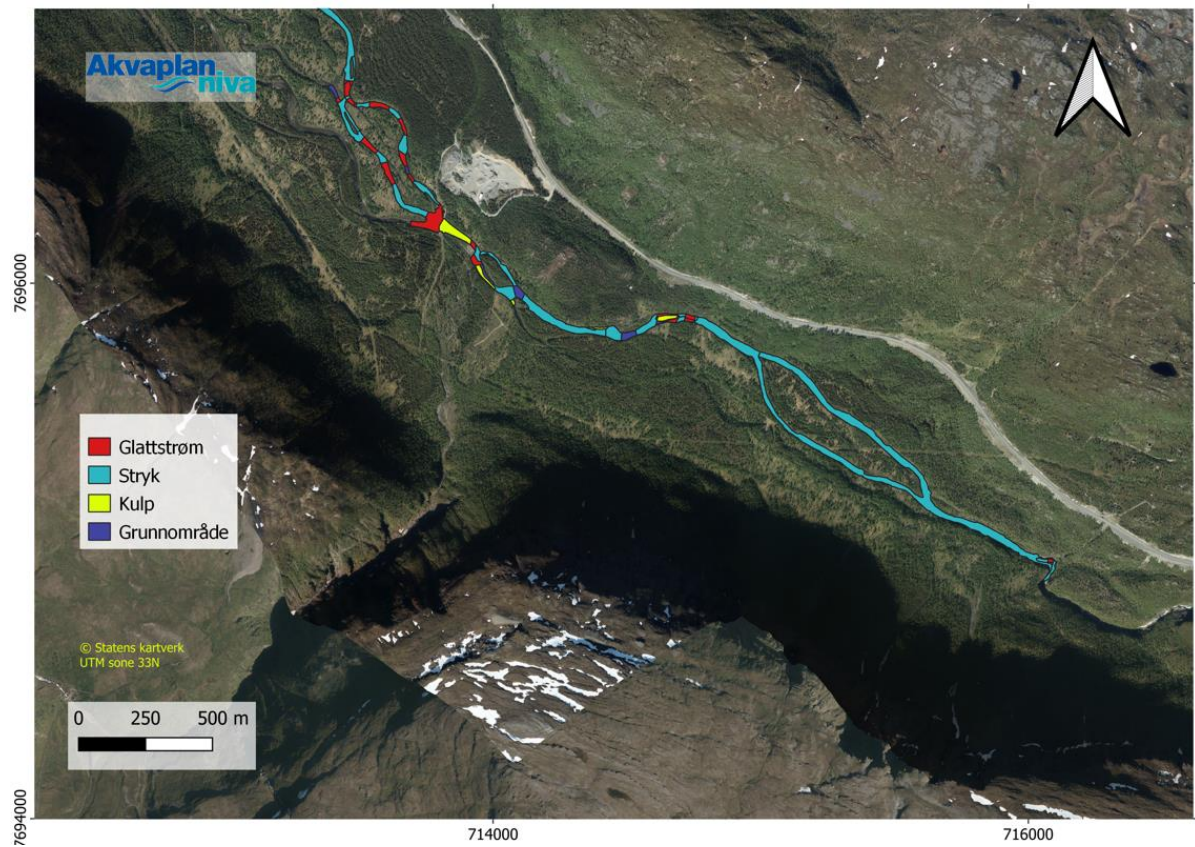 Akvaplan
niva
7696000
Glattstrøm
Stryk
Kulp
Grunnområde
© Statens kartverk
UTM sone 33N
0 250 500 m
7694000
714000 716000